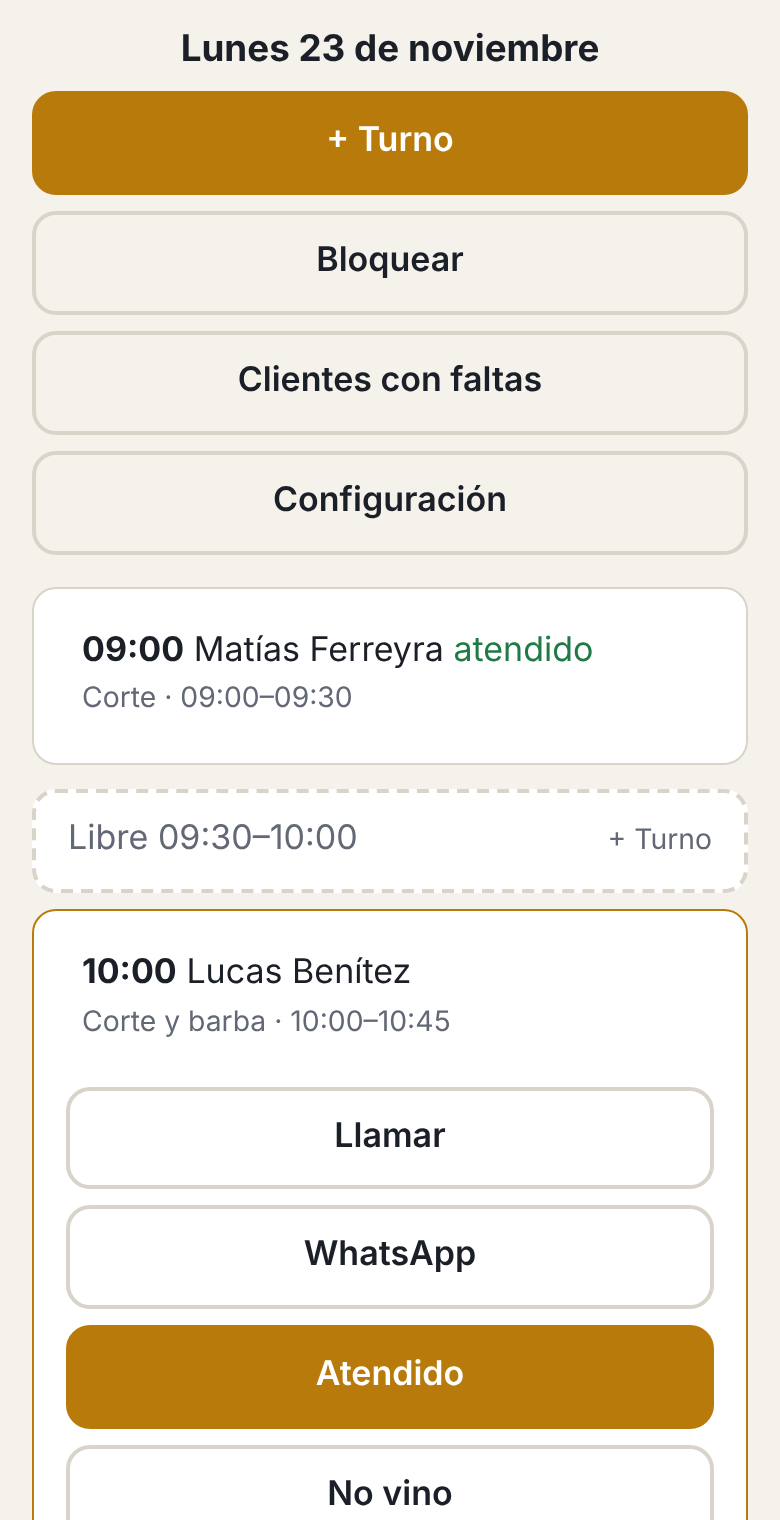 Lunes 23 de noviembre
+ Turno
Bloquear
Clientes con faltas
Configuración
09:00 Matías Ferreyra atendido
Corte · 09:00–09:30
Libre 09:30–10:00 + Turno
10:00 Lucas Benítez
Corte y barba · 10:00–10:45
Llamar
WhatsApp
Atendido
No vino